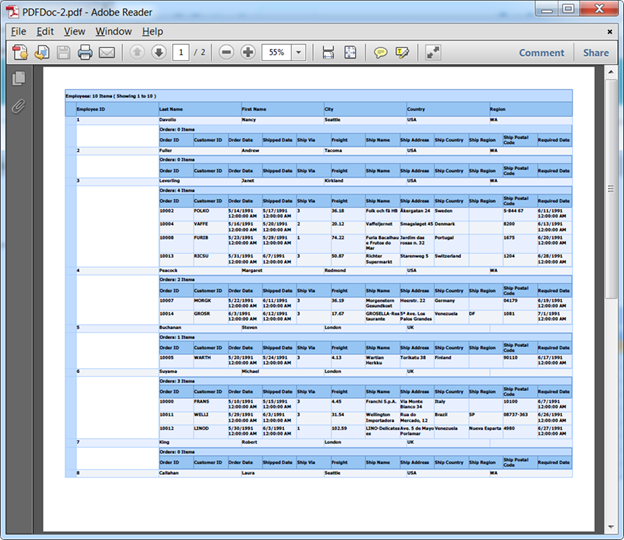 PDFDoc-2.pdf - Adobe Reader
File Edit View Window Help
1 / 2 55% Comment Share
Employees: 10 Items ( Showing 1 to 10 )
Employee ID Last Name First Name City Country Region
1 Davolio Nancy Seattle USA WA
Orders: 0 Items
Order ID Customer ID Order Date Shipped Date Ship Via Freight Ship Name Ship Address Ship Country Ship Region Ship Postal Code Required Date
2 Fuller Andrew Tacoma USA WA
Orders: 0 Items
Order ID Customer ID Order Date Shipped Date Ship Via Freight Ship Name Ship Address Ship Country Ship Region Ship Postal Code Required Date
3 Leverling Janet Kirkland USA WA
Orders: 4 Items
Order ID Customer ID Order Date Shipped Date Ship Via Freight Ship Name Ship Address Ship Country Ship Region Ship Postal Code Required Date
10002 FOLKO 5/14/1991 12:00:00 AM 5/17/1991 12:00:00 AM 3 36.18 Folk och fä HB Åkergatan 24 Sweden S-844 67 6/11/1991 12:00:00 AM
10004 VAFFE 5/16/1991 12:00:00 AM 5/20/1991 12:00:00 AM 2 20.12 Vaffeljernet Smagsløget 45 Denmark 8200 6/13/1991 12:00:00 AM
10008 FURIB 5/23/1991 12:00:00 AM 5/29/1991 12:00:00 AM 1 74.22 Furia Bacalhau e Frutos do Mar Jardim das rosas n. 32 Portugal 1675 6/20/1991 12:00:00 AM
10013 RICSU 5/31/1991 12:00:00 AM 6/7/1991 12:00:00 AM 3 50.87 Richter Supermarkt Starenweg 5 Switzerland 1204 6/28/1991 12:00:00 AM
4 Peacock Margaret Redmond USA WA
Orders: 2 Items
Order ID Customer ID Order Date Shipped Date Ship Via Freight Ship Name Ship Address Ship Country Ship Region Ship Postal Code Required Date
10007 MORGK 5/22/1991 12:00:00 AM 6/11/1991 12:00:00 AM 3 36.19 Morgenstern Gesundkost Heerstr. 22 Germany 04179 6/19/1991 12:00:00 AM
10014 GROSR 6/3/1991 12:00:00 AM 6/12/1991 12:00:00 AM 3 17.67 GROSELLA-Restaurante 5ª Ave. Los Palos Grandes Venezuela DF 1081 7/1/1991 12:00:00 AM
5 Buchanan Steven London UK
Orders: 1 Items
Order ID Customer ID Order Date Shipped Date Ship Via Freight Ship Name Ship Address Ship Country Ship Region Ship Postal Code Required Date
10005 WARTH 5/20/1991 12:00:00 AM 5/24/1991 12:00:00 AM 3 4.13 Wartian Herkku Torikatu 38 Finland 90110 6/17/1991 12:00:00 AM
6 Suyama Michael London UK
Orders: 3 Items
Order ID Customer ID Order Date Shipped Date Ship Via Freight Ship Name Ship Address Ship Country Ship Region Ship Postal Code Required Date
10000 FRANS 5/10/1991 12:00:00 AM 5/15/1991 12:00:00 AM 3 4.45 Franchi S.p.A. Via Monte Bianco 34 Italy 10100 6/7/1991 12:00:00 AM
10011 WELLI 5/29/1991 12:00:00 AM 6/3/1991 12:00:00 AM 3 31.54 Wellington Importadora Rua do Mercado, 12 Brazil SP 08737-363 6/26/1991 12:00:00 AM
10012 LINOD 5/30/1991 12:00:00 AM 6/3/1991 12:00:00 AM 1 102.59 LINO-Delicateses Ave. 5 de Mayo Porlamar Venezuela Nueva Esparta 4980 6/27/1991 12:00:00 AM
7 King Robert London UK
Orders: 0 Items
Order ID Customer ID Order Date Shipped Date Ship Via Freight Ship Name Ship Address Ship Country Ship Region Ship Postal Code Required Date
8 Callahan Laura Seattle USA WA